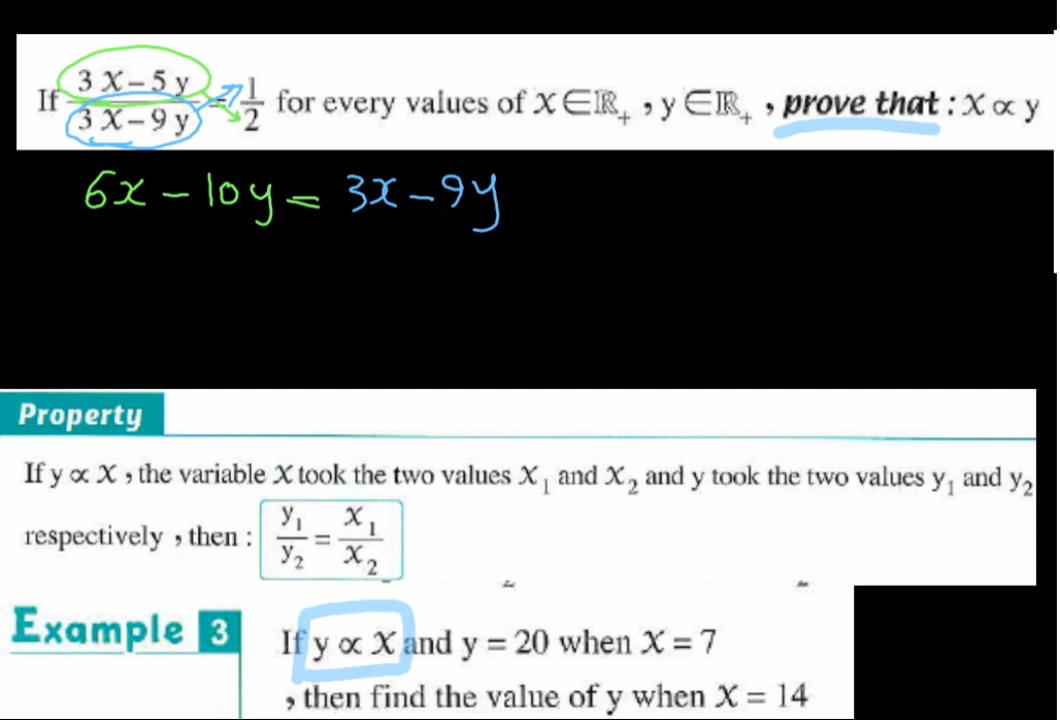 If (3X – 5y)/(3X – 9y) = 1/2 for every values of X ∈ ℝ₊ , y ∈ ℝ₊ , prove that : X ∝ y
6x – 10y = 3x – 9y
Property
If y ∝ X , the variable X took the two values X₁ and X₂ and y took the two values y₁ and y₂
respectively , then : y₁/y₂ = X₁/X₂
Example 3 If y ∝ X and y = 20 when X = 7
, then find the value of y when X = 14